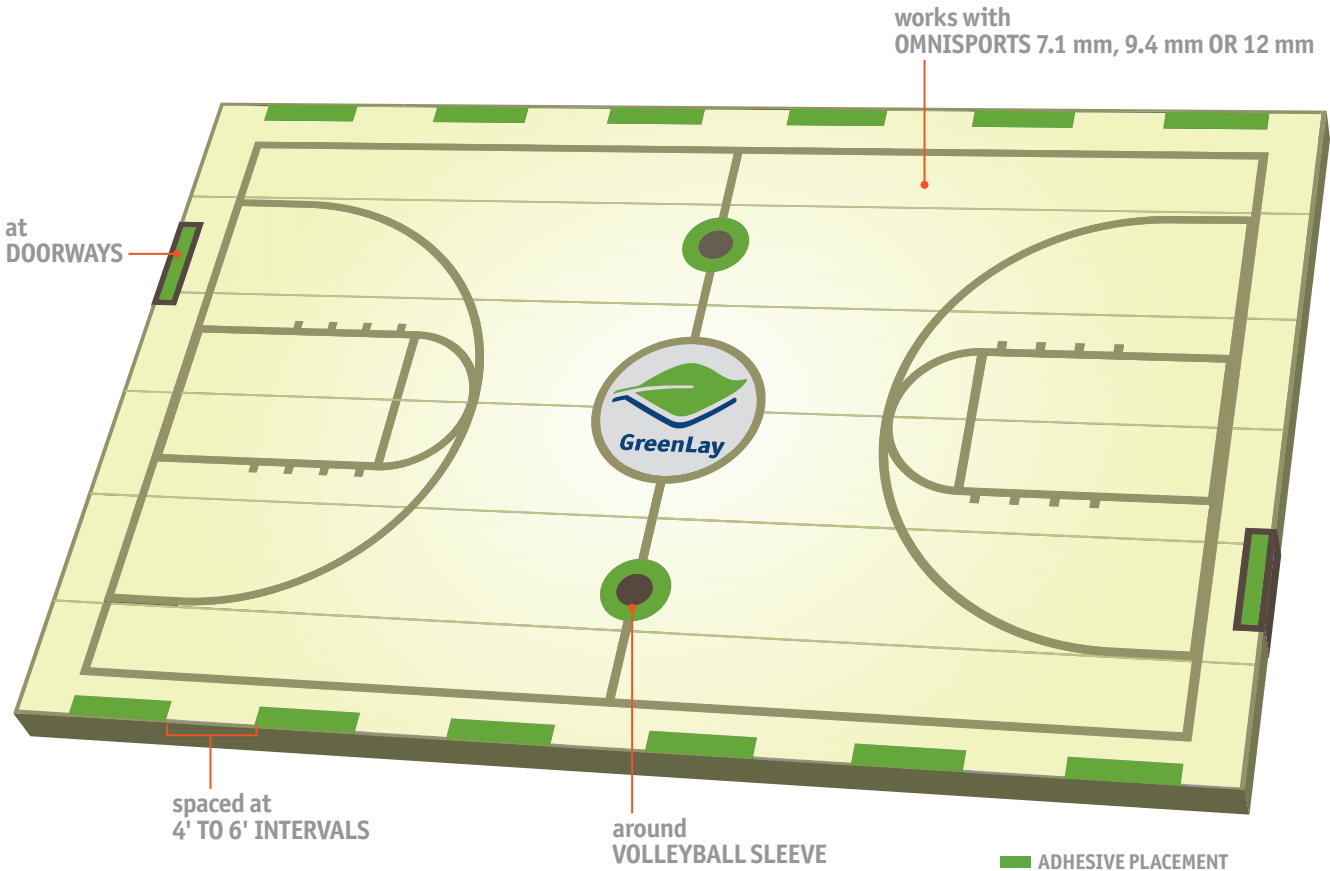 works with
OMNISPORTS 7.1 mm, 9.4 mm OR 12 mm
at
DOORWAYS
GreenLay
spaced at
4' TO 6' INTERVALS
around
VOLLEYBALL SLEEVE
ADHESIVE PLACEMENT